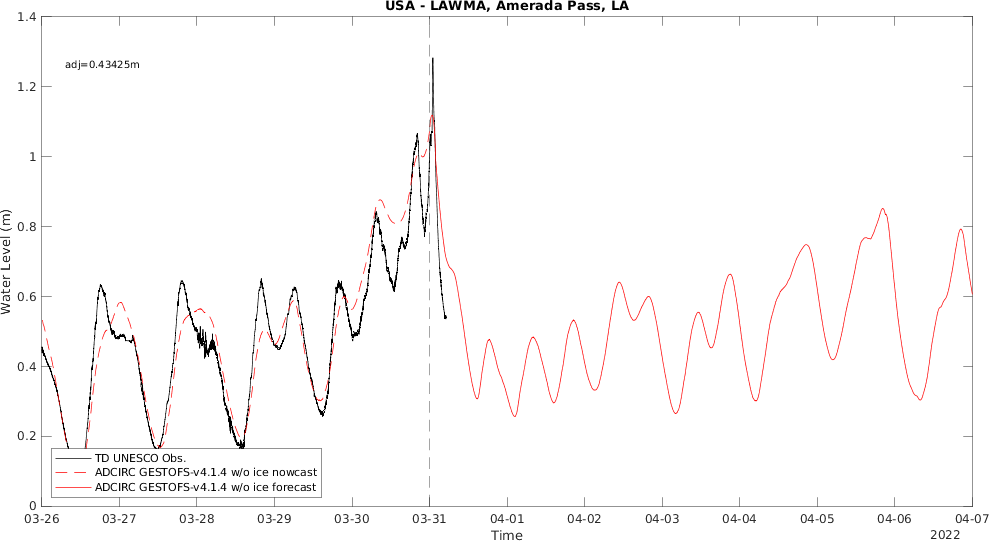 USA - LAWMA, Amerada Pass, LA
1.4
adj=0.43425m
1.2
1
0.8
0.6
0.4
0.2
0
Water Level (m)
TD UNESCO Obs.
ADCIRC GESTOFS-v4.1.4 w/o ice nowcast
ADCIRC GESTOFS-v4.1.4 w/o ice forecast
03-26 03-27 03-28 03-29 03-30 03-31 04-01 04-02 04-03 04-04 04-05 04-06 04-07
Time
2022